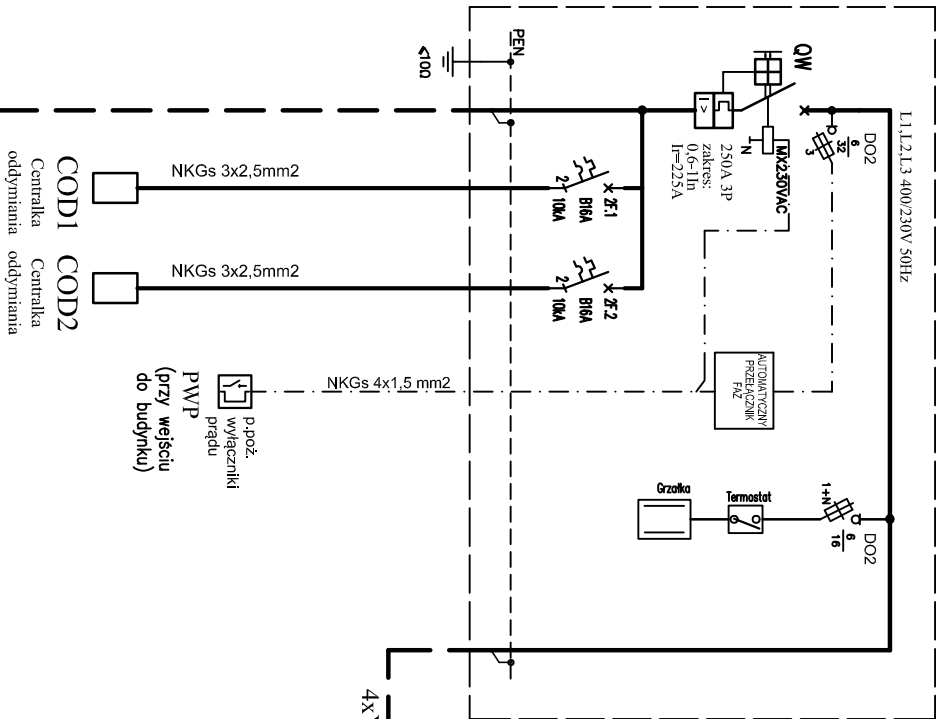 L1,L2,L3 400/230V 50Hz
DO2
6
32
3
QW
MX230VAC
N
250A 3P
zakres:
0,6-1In
Ir=225A
I >
PEN
<10Ω
2F.1
B16A
10kA
2
NKGs 3x2,5mm2
COD1
Centralka
oddymiania
2F.2
B16A
10kA
2
NKGs 3x2,5mm2
COD2
Centralka
oddymiania
AUTOMATYCZNY
PRZEŁĄCZNIK
FAZ
NKGs 4x1,5 mm2
p.poż.
wyłączniki
prądu
PWP
(przy wejściu
do budynku)
DO2
6
16
1+N
Termostat
Grzałka